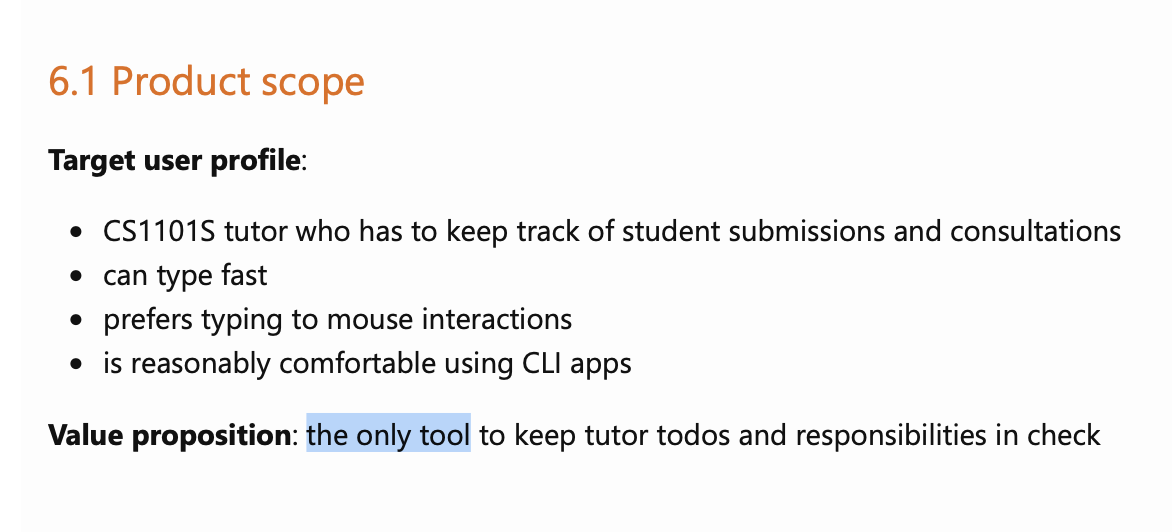 6.1 Product scope
Target user profile:
• CS1101S tutor who has to keep track of student submissions and consultations
• can type fast
• prefers typing to mouse interactions
• is reasonably comfortable using CLI apps
Value proposition: the only tool to keep tutor todos and responsibilities in check